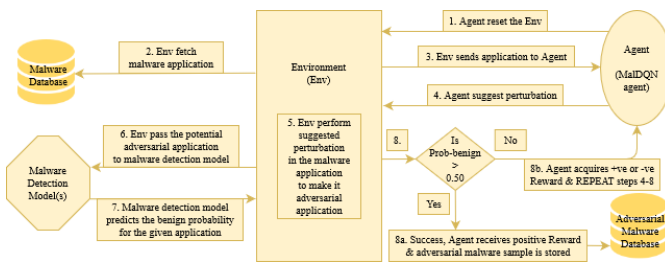 1. Agent reset the Env
2. Env fetch
malware application
Malware
Database
Environment
(Env)
3. Env sends application to Agent
Agent
(MalDQN
agent)
4. Agent suggest perturbation
5. Env perform
suggested
perturbation
in the malware
application
to make it
adversarial
application
6. Env pass the potential
adversarial application
to malware detection model
Malware
Detection
Model(s)
7. Malware detection model
predicts the benign probability
for the given application
8.
Is
Prob-benign
>
0.50
No
8b. Agent acquires +ve or -ve
Reward & REPEAT steps 4-8
Yes
8a. Success, Agent receives positive Reward
& adversarial malware sample is stored
Adversarial
Malware
Database